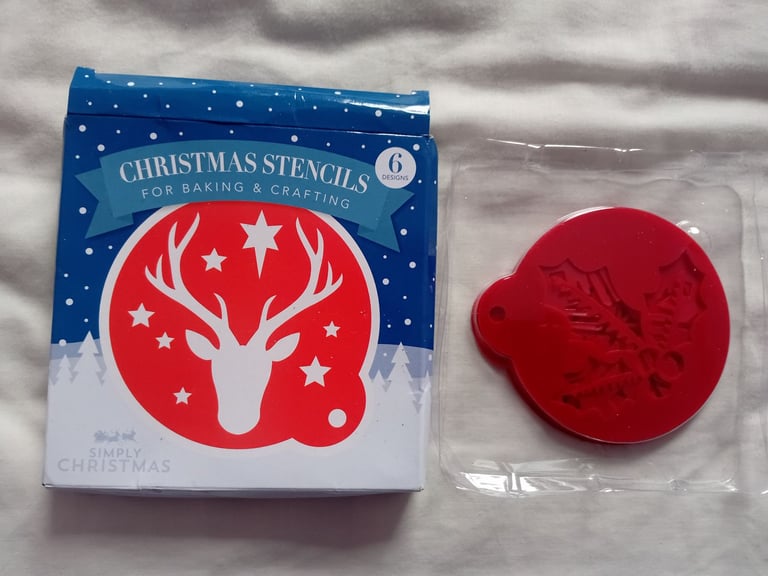 CHRISTMAS STENCILS
FOR BAKING & CRAFTING
6
DESIGNS
SIMPLY
CHRISTMAS